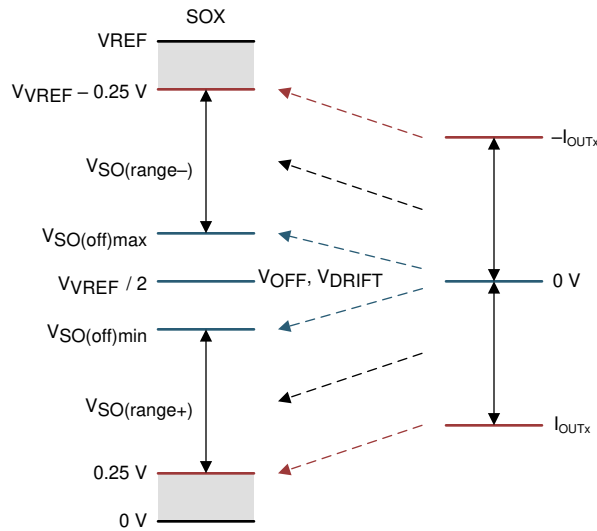 SOX
VREF
VVREF – 0.25 V
–IOUTx
VSO(range–)
VSO(off)max
VVREF / 2
VOFF, VDRIFT
0 V
VSO(off)min
VSO(range+)
IOUTx
0.25 V
0 V